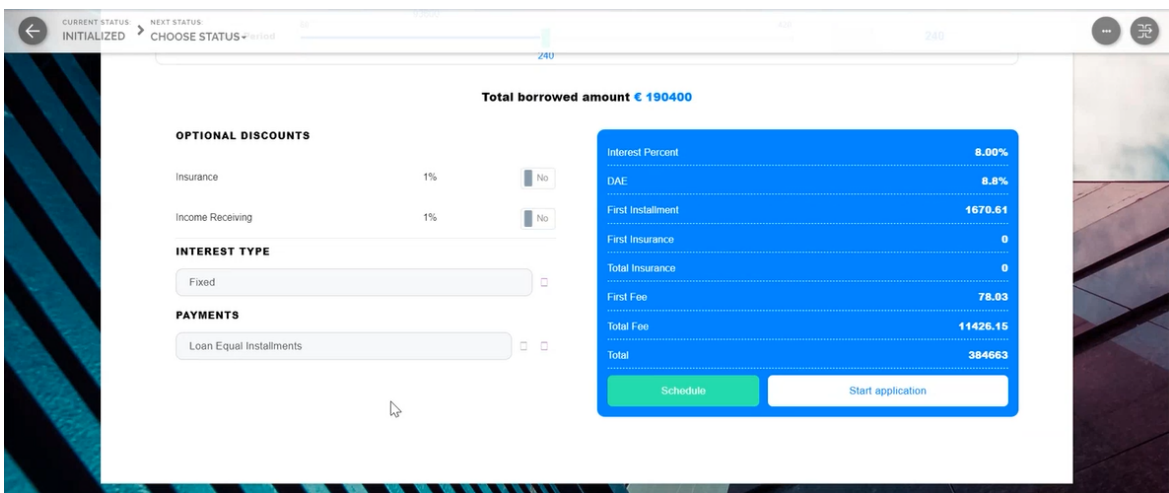 CURRENT STATUS:
INITIALIZED
NEXT STATUS:
CHOOSE STATUS
Period
240
240
Total borrowed amount € 190400
OPTIONAL DISCOUNTS
Insurance 1% No
Income Receiving 1% No
INTEREST TYPE
Fixed
PAYMENTS
Loan Equal Installments
Interest Percent 8.00%
DAE 8.8%
First Installment 1670.61
First Insurance 0
Total Insurance 0
First Fee 78.03
Total Fee 11426.15
Total 384663
Schedule
Start application